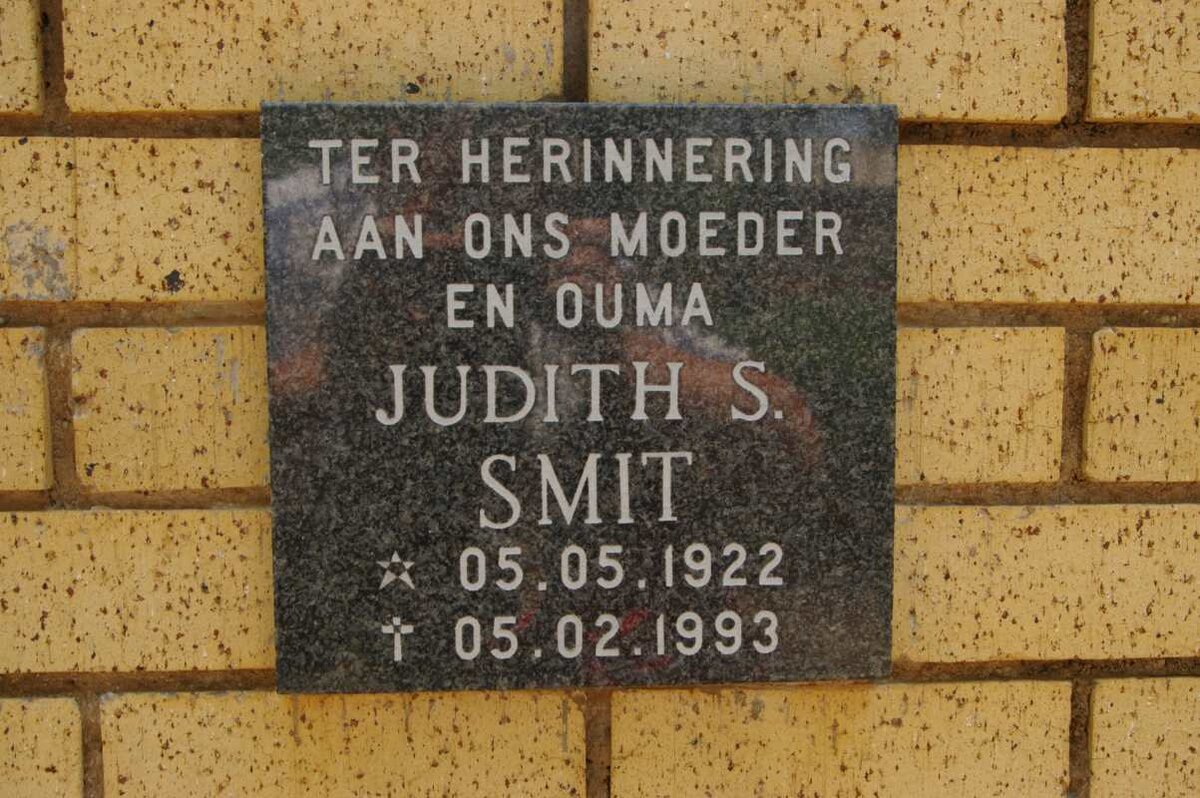 TER HERINNERING
AAN ONS MOEDER
EN OUMA
JUDITH S.
SMIT
05.05.1922
05.02.1993